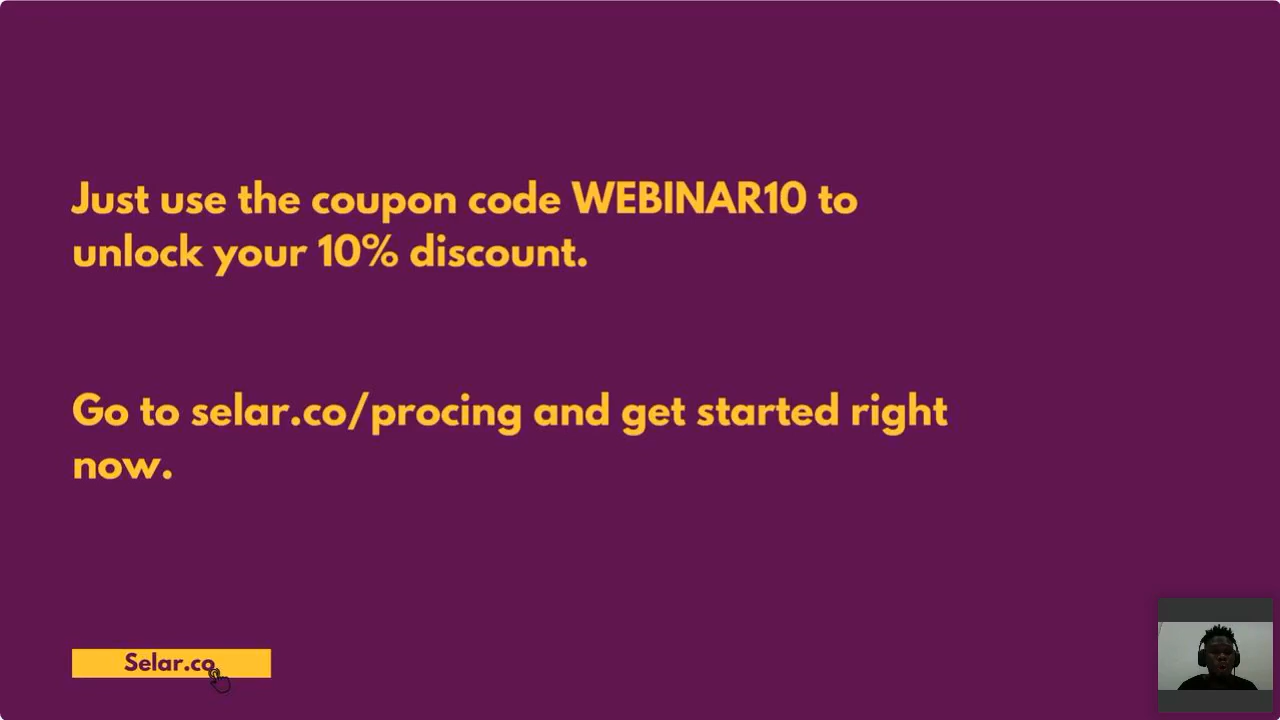 Just use the coupon code WEBINAR10 to
unlock your 10% discount.
Go to selar.co/procing and get started right
now.
Selar.co